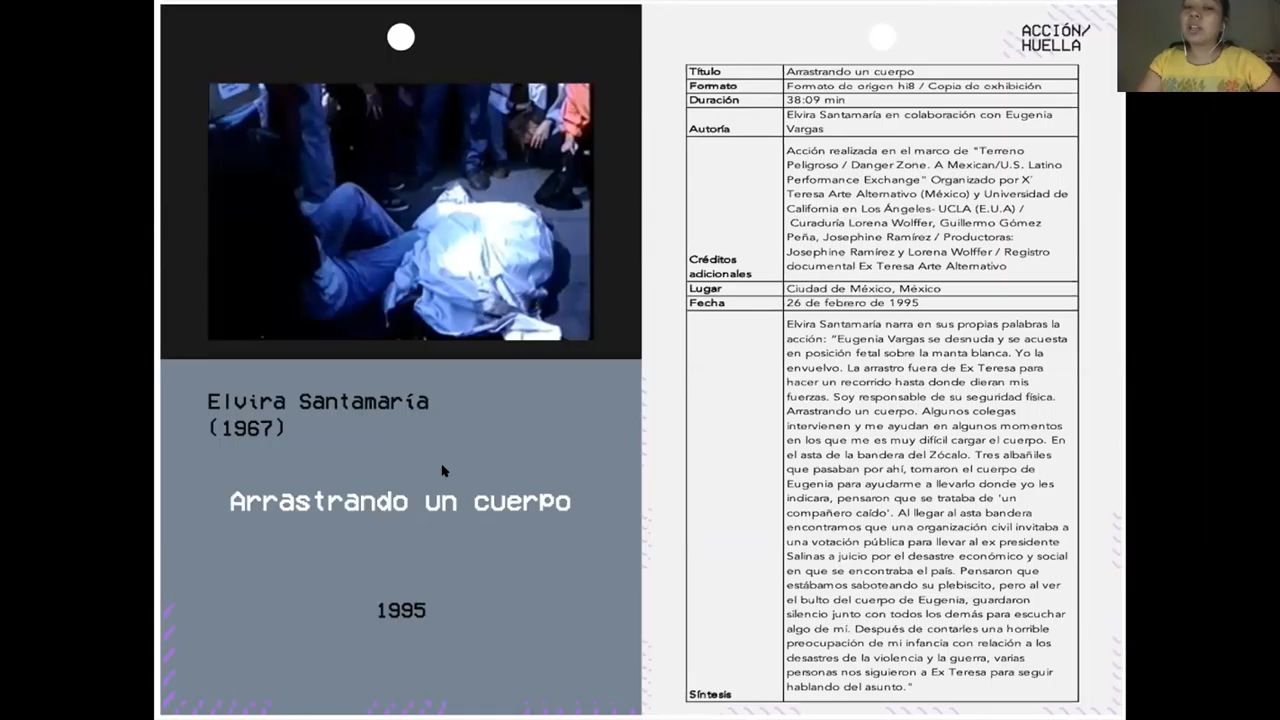 Elvira Santamaría
(1967)
Arrastrando un cuerpo
1995
ACCIÓN/
HUELLA
Título Arrastrando un cuerpo
Formato Formato de origen hi8 / Copia de exhibición
Duración 38:09 min
Elvira Santamaría en colaboración con Eugenia
Autoría Vargas
Acción realizada en el marco de "Terreno
Peligroso / Danger Zone. A Mexican/U.S. Latino
Performance Exchange" Organizado por X´
Teresa Arte Alternativo (México) y Universidad de
California en Los Ángeles- UCLA (E.U.A) /
Curaduría Lorena Wolffer, Guillermo Gómez
Peña, Josephine Ramírez / Productoras:
Josephine Ramírez y Lorena Wolffer / Registro
documental Ex Teresa Arte Alternativo
Créditos
adicionales
Lugar Ciudad de México, México
Fecha 26 de febrero de 1995
Elvira Santamaría narra en sus propias palabras la
acción: "Eugenia Vargas se desnuda y se acuesta
en posición fetal sobre la manta blanca. Yo la
envuelvo. La arrastro fuera de Ex Teresa para
hacer un recorrido hasta donde dieran mis
fuerzas. Soy responsable de su seguridad física.
Arrastrando un cuerpo. Algunos colegas
intervienen y me ayudan en algunos momentos
en los que me es muy difícil cargar el cuerpo. En
el asta de la bandera del Zócalo. Tres albañiles
que pasaban por ahí, tomaron el cuerpo de
Eugenia para ayudarme a llevarlo donde yo les
indicara, pensaron que se trataba de 'un
compañero caído'. Al llegar al asta bandera
encontramos que una organización civil invitaba a
una votación pública para llevar al ex presidente
Salinas a juicio por el desastre económico y social
en que se encontraba el país. Pensaron que
estábamos saboteando su plebiscito, pero al ver
el bulto del cuerpo de Eugenia, guardaron
silencio junto con todos los demás para escuchar
algo de mí. Después de contarles una horrible
preocupación de mi infancia con relación a los
desastres de la violencia y la guerra, varias
personas nos siguieron a Ex Teresa para seguir
hablando del asunto."
Síntesis